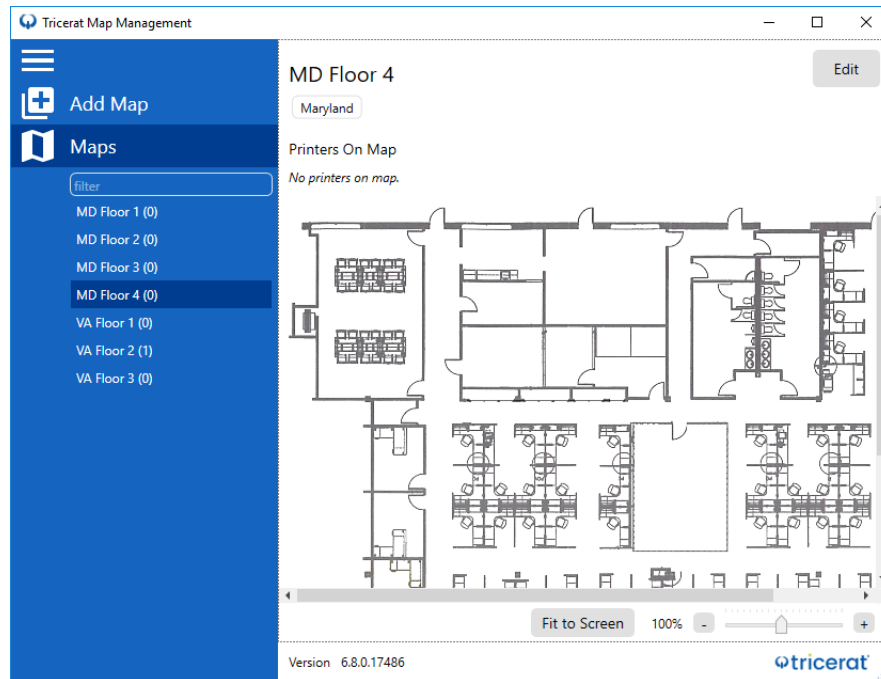 Tricerat Map Management
Add Map
Maps
filter
MD Floor 1 (0)
MD Floor 2 (0)
MD Floor 3 (0)
MD Floor 4 (0)
VA Floor 1 (0)
VA Floor 2 (1)
VA Floor 3 (0)
MD Floor 4
Edit
Maryland
Printers On Map
No printers on map.
Fit to Screen 100% - +
Version 6.8.0.17486
tricerat